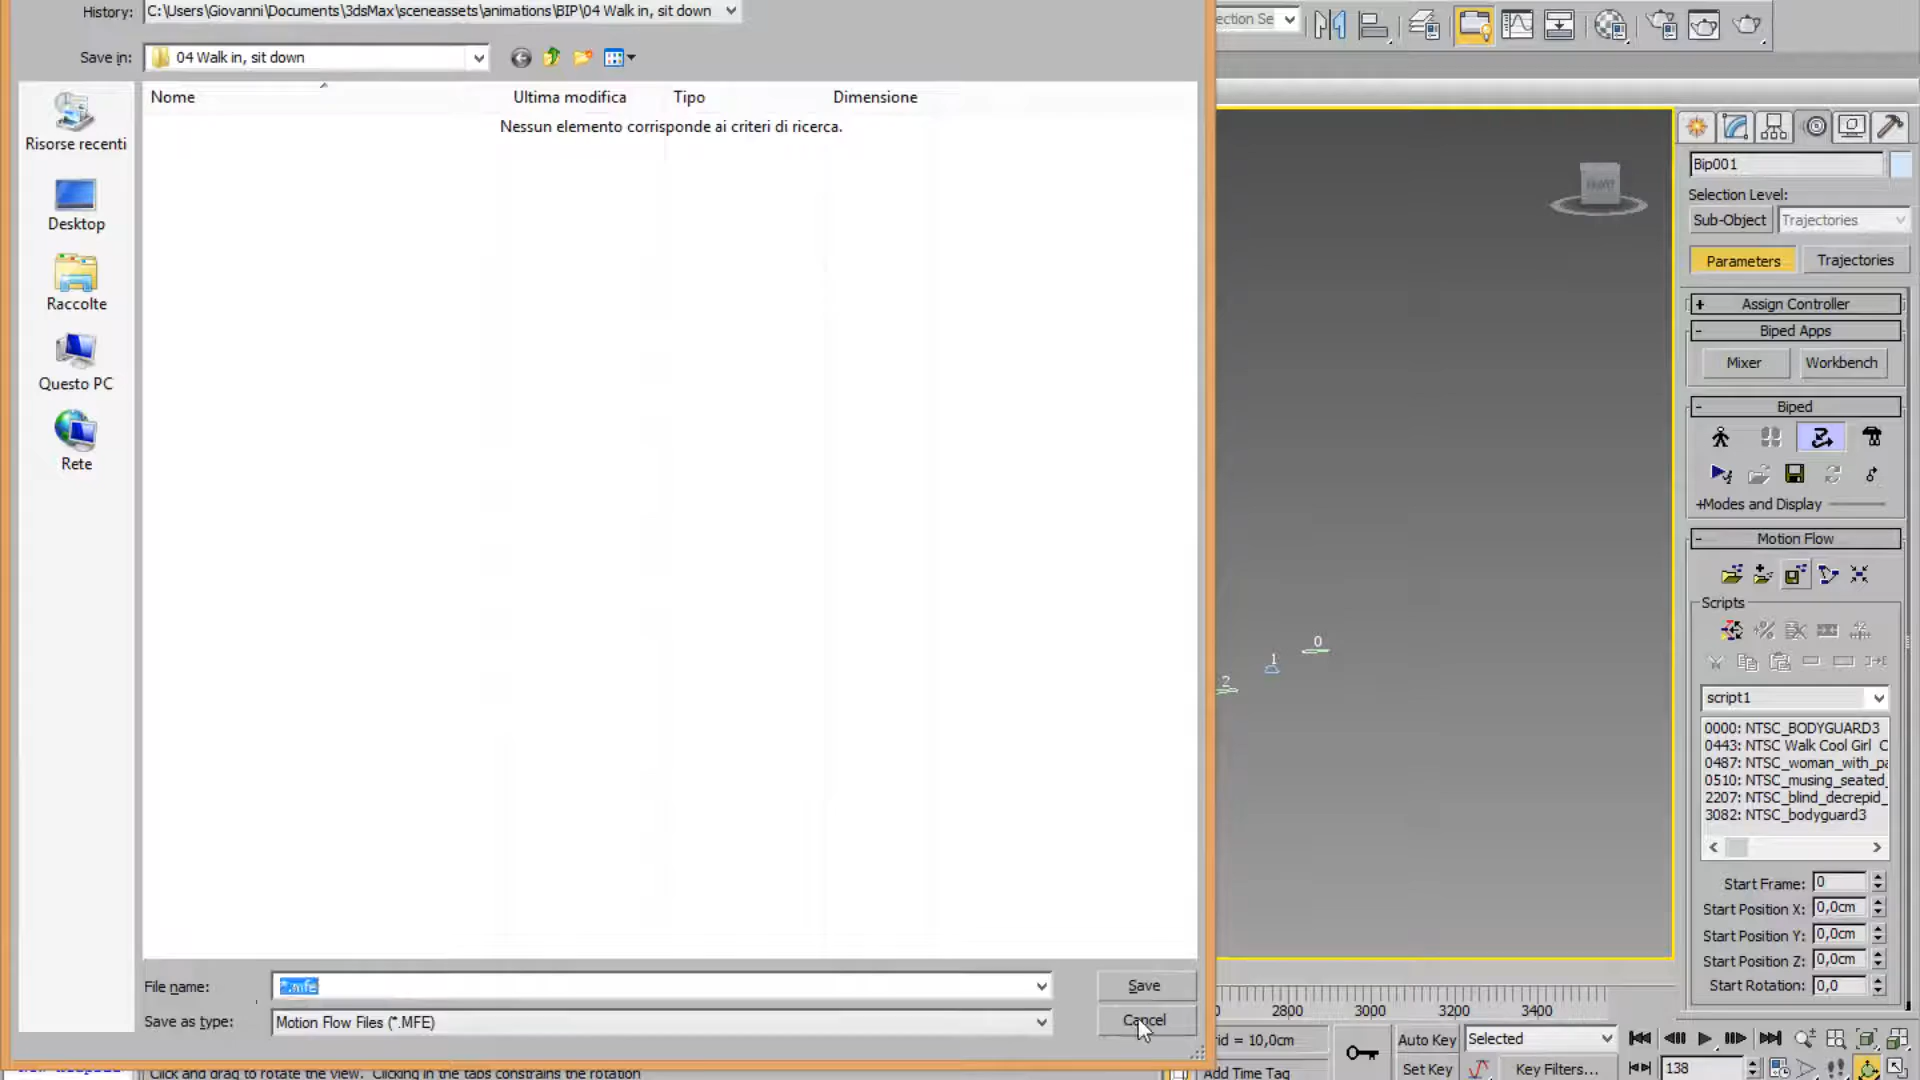 History: C:\Users\Giovanni\Documents\3dsMax\sceneassets\animations\BIP\04 Walk in, sit down
ection Se
Save in: 04 Walk in, sit down
Nome Ultima modifica Tipo Dimensione
Nessun elemento corrisponde ai criteri di ricerca.
Risorse recenti
Desktop
Raccolte
Questo PC
Rete
Bip001
Selection Level:
Sub-Object Trajectories
Parameters Trajectories
+ Assign Controller
- Biped Apps
Mixer Workbench
- Biped
+Modes and Display
- Motion Flow
Scripts
script1
0000: NTSC_BODYGUARD3
0443: NTSC Walk Cool Girl C
0487: NTSC_woman_with_pa
0510: NTSC_musing_seated_
2207: NTSC_blind_decrepid_
3082: NTSC_bodyguard3
Start Frame: 0
Start Position X: 0,0cm
Start Position Y: 0,0cm
Start Position Z: 0,0cm
Start Rotation: 0,0
0
1
2
File name: *.mfe
Save
Save as type: Motion Flow Files (*.MFE)
Cancel
2800 3000 3200 3400
rid = 10,0cm
Auto Key Selected
Click and drag to rotate the view. Clicking in the tabs constrains the rotation
Add Time Tag
Set Key Key Filters...
138